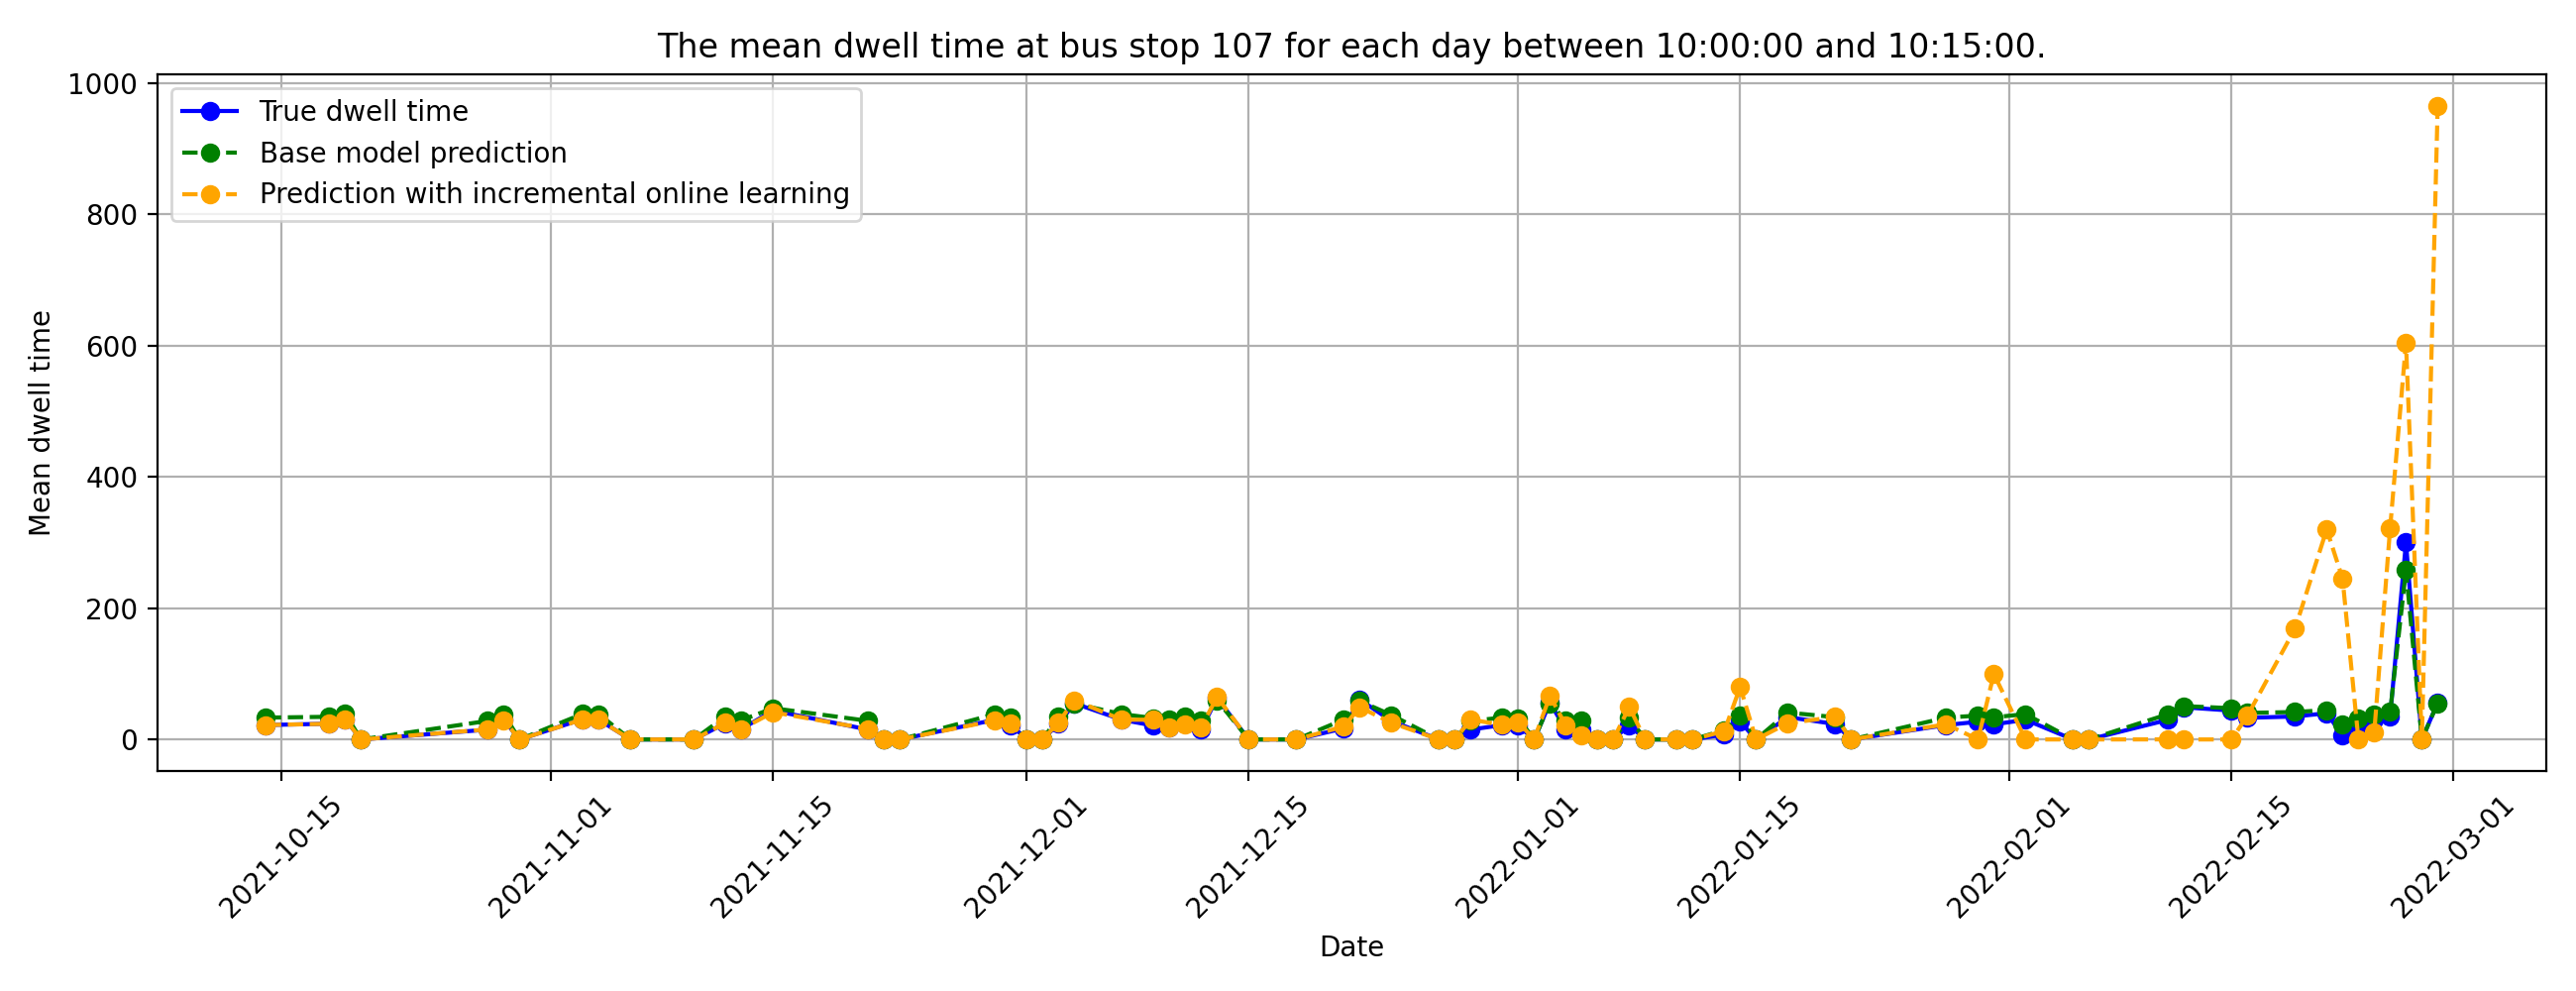 The mean dwell time at bus stop 107 for each day between 10:00:00 and 10:15:00.
1000
800
600
400
200
0
Mean dwell time
True dwell time
Base model prediction
Prediction with incremental online learning
2021-10-15
2021-11-01
2021-11-15
2021-12-01
2021-12-15
2022-01-01
2022-01-15
2022-02-01
2022-02-15
2022-03-01
Date